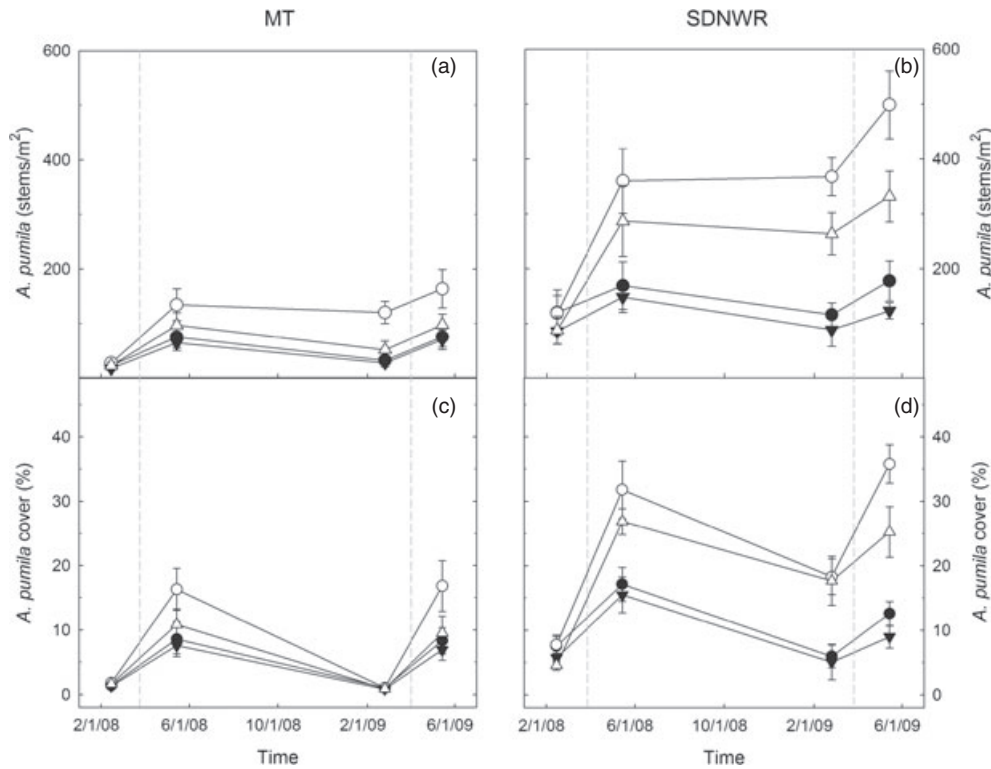 MT
SDNWR
(a)
A. pumila (stems/m²)
600
400
200
(b)
600
400
200
A. pumila (stems/m²)
(c)
A. pumila cover (%)
40
30
20
10
0
(d)
40
30
20
10
0
A. pumila cover (%)
2/1/08 6/1/08 10/1/08 2/1/09 6/1/09
Time
2/1/08 6/1/08 10/1/08 2/1/09 6/1/09
Time